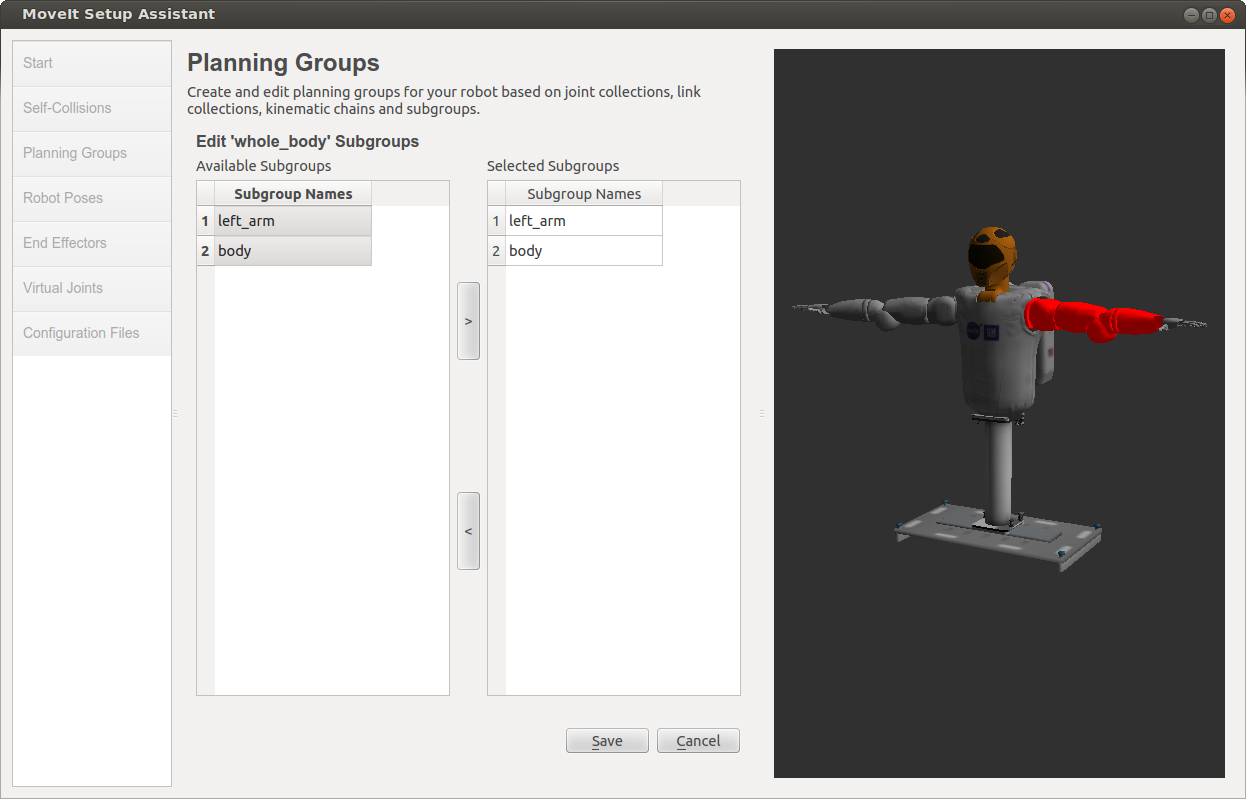 MoveIt Setup Assistant
Start
Self-Collisions
Planning Groups
Robot Poses
End Effectors
Virtual Joints
Configuration Files
Planning Groups
Create and edit planning groups for your robot based on joint collections, link
collections, kinematic chains and subgroups.
Edit 'whole_body' Subgroups
Available Subgroups
Subgroup Names
1 left_arm
2 body
>
<
Selected Subgroups
Subgroup Names
1 left_arm
2 body
Save
Cancel